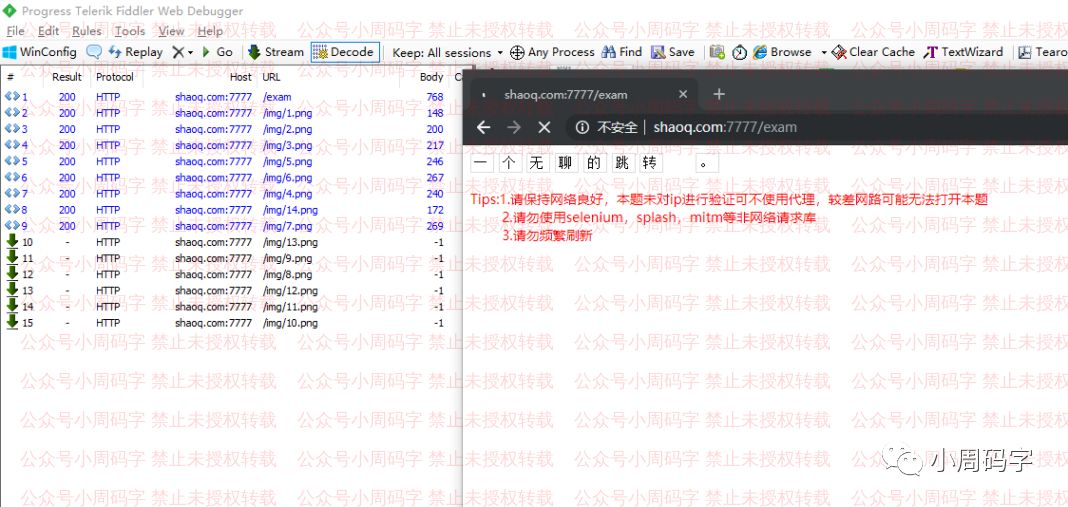 Progress Telerik Fiddler Web Debugger
File Edit Rules Tools View Help
WinConfig Replay Go Stream Decode Keep: All sessions Any Process Find Save Browse Clear Cache TextWizard Tearo
# Result Protocol Host URL Body C
1 200 HTTP shaoq.com:7777 /exam 768
2 200 HTTP shaoq.com:7777 /img/1.png 148
3 200 HTTP shaoq.com:7777 /img/2.png 200
4 200 HTTP shaoq.com:7777 /img/3.png 217
5 200 HTTP shaoq.com:7777 /img/5.png 246
6 200 HTTP shaoq.com:7777 /img/6.png 267
7 200 HTTP shaoq.com:7777 /img/4.png 240
8 200 HTTP shaoq.com:7777 /img/14.png 172
9 200 HTTP shaoq.com:7777 /img/7.png 269
10 - HTTP shaoq.com:7777 /img/13.png -1
11 - HTTP shaoq.com:7777 /img/9.png -1
12 - HTTP shaoq.com:7777 /img/8.png -1
13 - HTTP shaoq.com:7777 /img/12.png -1
14 - HTTP shaoq.com:7777 /img/11.png -1
15 - HTTP shaoq.com:7777 /img/10.png -1
shaoq.com:7777/exam
不安全 | shaoq.com:7777/exam
一 个 无 聊 的 跳 转 。
Tips:1.请保持网络良好，本题未对ip进行验证可不使用代理，较差网路可能无法打开本题
2.请勿使用selenium，splash，mitm等非网络请求库
3.请勿频繁刷新
公众号小周码字 禁止未授权转载
小周码字